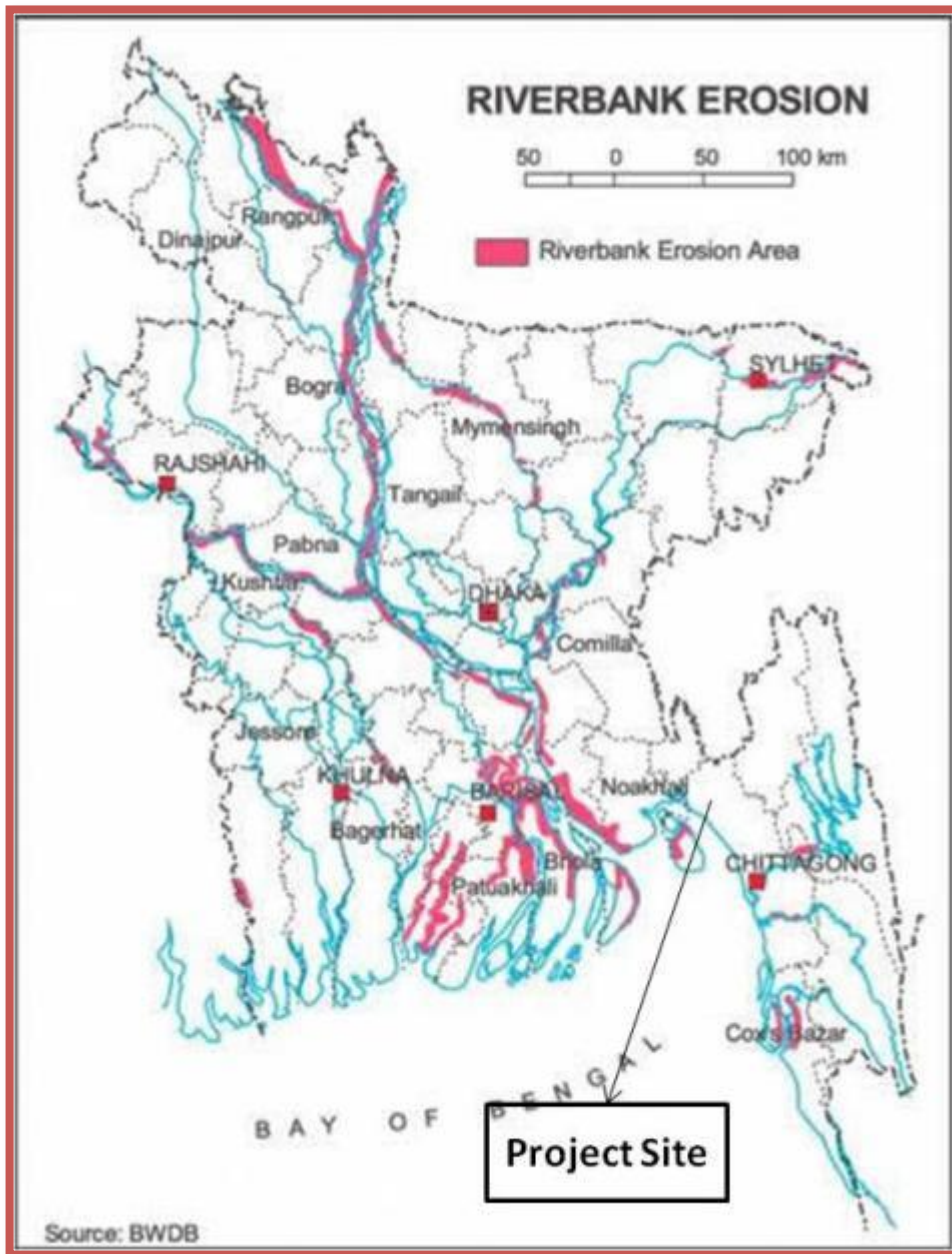 RIVERBANK EROSION
50 0 50 100 km
Riverbank Erosion Area
Rangpur
Dinajpur
SYLHET
Bogra
Mymensingh
RAJSHAHI
Tangail
Pabna
Kushtia
DHAKA
Comilla
Jessore
KHULNA
BARISAL
Noakhali
Bagerhat
Bhola
CHITTAGONG
Patuakhali
Cox's Bazar
BAY OF BENGAL
Project Site
Source: BWDB